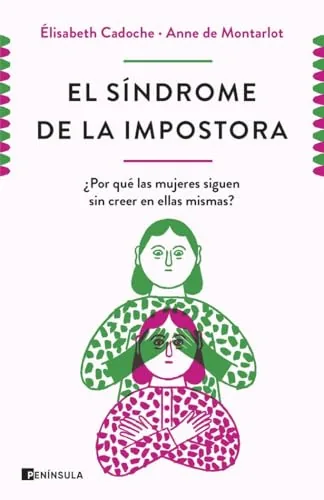 Élisabeth Cadoche • Anne de Montarlot
EL SÍNDROME
DE LA IMPOSTORA
¿Por qué las mujeres siguen
sin creer en ellas mismas?
PENÍNSULA